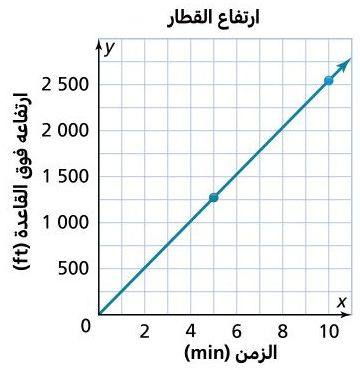 ارتفاع القطار
y
ارتفاعه فوق القاعدة (ft)
2 500
2 000
1 500
1 000
500
0
2 4 6 8 10
x
الزمن (min)